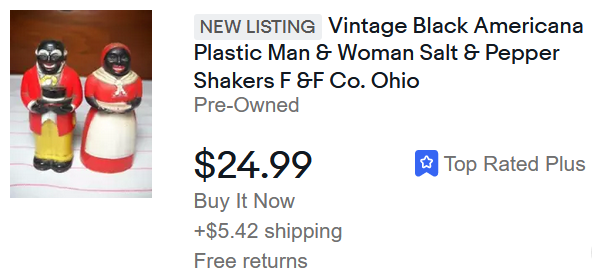 NEW LISTING Vintage Black Americana
Plastic Man & Woman Salt & Pepper
Shakers F &F Co. Ohio
Pre-Owned
$24.99
Top Rated Plus
Buy It Now
+$5.42 shipping
Free returns